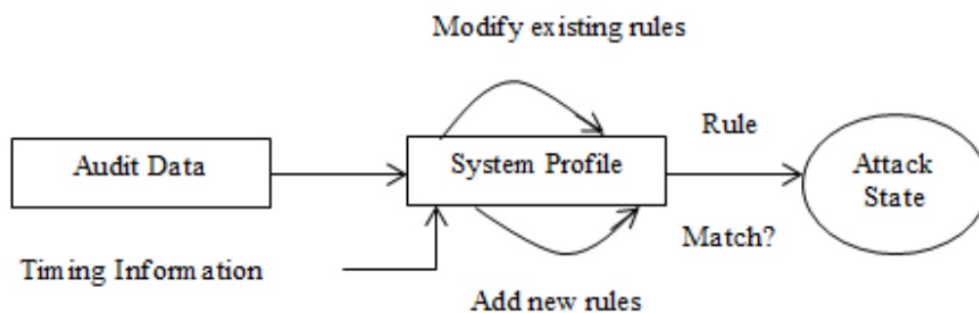 Modify existing rules
Audit Data
System Profile
Rule
Match?
Attack
State
Timing Information
Add new rules